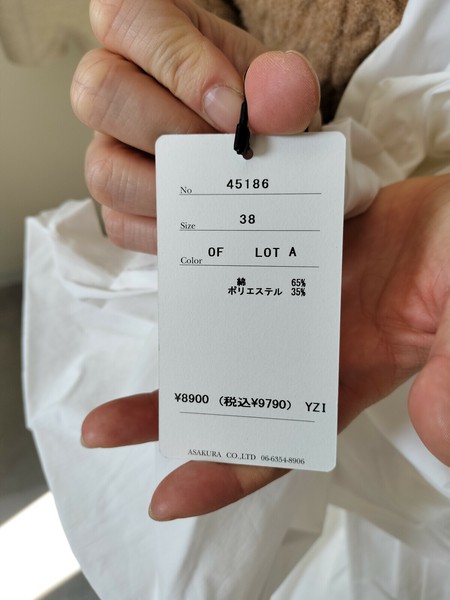 No 45186
Size 38
Color OF LOT A
綿 65%
ポリエステル 35%
¥8900 (税込¥9790) YZI
ASAKURA CO.,LTD 06-6354-8906